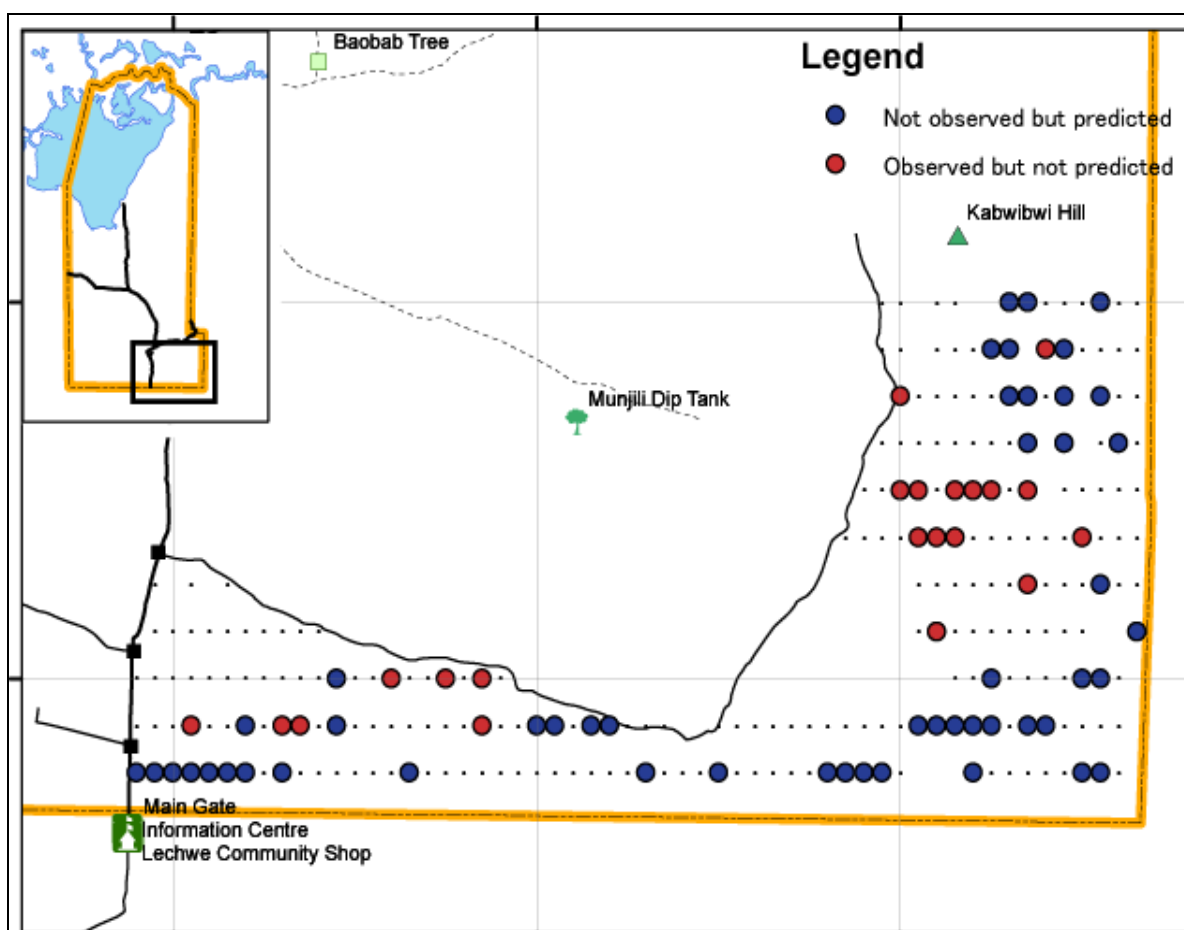 Baobab Tree
Legend
Not observed but predicted
Observed but not predicted
Kabwibwi Hill
Munjili Dip Tank
Main Gate
Information Centre
Lechwe Community Shop